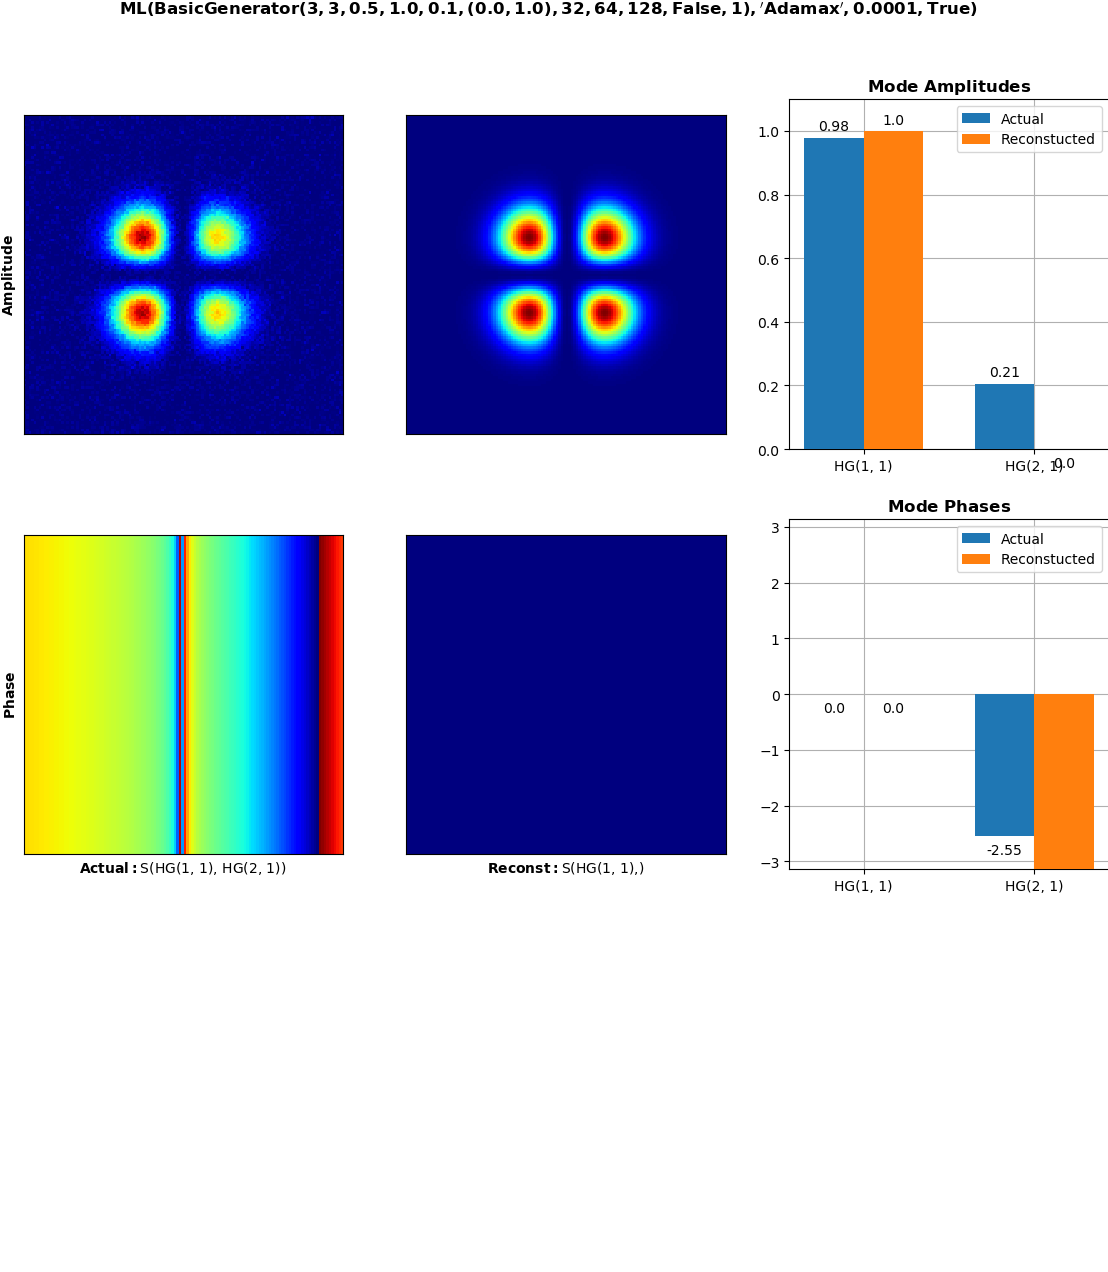 ML(BasicGenerator(3, 3, 0.5, 1.0, 0.1, (0.0, 1.0), 32, 64, 128, False, 1), ′Adamax′, 0.0001, True)
Amplitude
Mode Amplitudes
Actual
Reconstucted
0.98
1.0
0.21
0.0
1.0
0.8
0.6
0.4
0.2
0.0
HG(1, 1)
HG(2, 1)
Phase
Actual: S(HG(1, 1), HG(2, 1))
Reconst: S(HG(1, 1),)
Mode Phases
Actual
Reconstucted
3
2
1
0
−1
−2
−3
0.0
0.0
-2.55
HG(1, 1)
HG(2, 1)